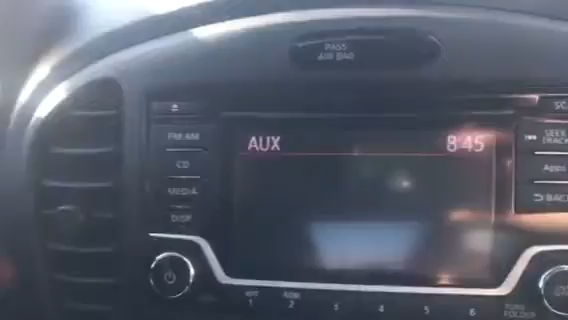 PASS
AIR BAG
FM·AM
CD
MEDIA
DISP
AUX 8:45
SEEK
TRACK
Apps
BACK
1 2 3 4 5 6
FOLDER